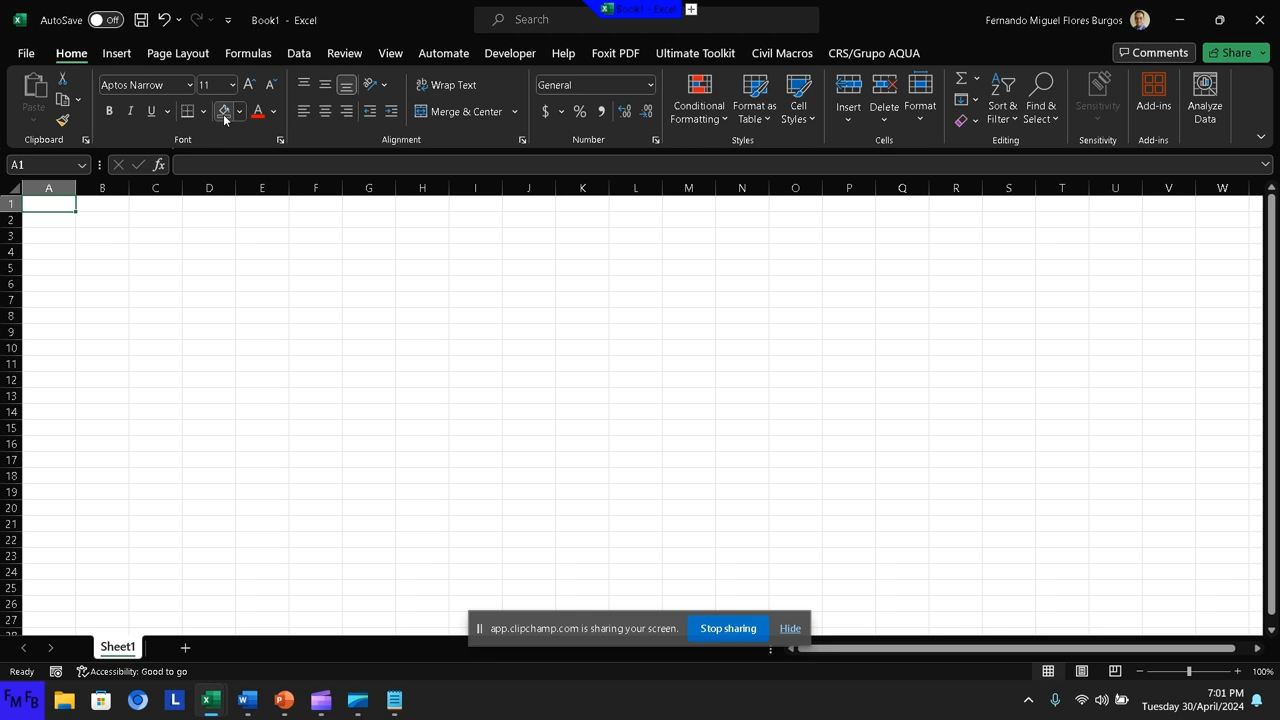 AutoSave Off Book1 - Excel Search Book1 - Excel Fernando Miguel Flores Burgos
File Home Insert Page Layout Formulas Data Review View Automate Developer Help Foxit PDF Ultimate Toolkit Civil Macros CRS/Grupo AQUA Comments Share
Paste Aptos Narrow 11 Wrap Text General
B I U A Merge & Center $ %
Conditional Formatting Format as Table Cell Styles Insert Delete Format Sort & Filter Find & Select Sensitivity Add-ins Analyze Data
Clipboard Font Alignment Number Styles Cells Editing Sensitivity Add-ins
A1 fx
A B C D E F G H I J K L M N O P Q R S T U V W
1
2
3
4
5
6
7
8
9
10
11
12
13
14
15
16
17
18
19
20
21
22
23
24
25
26
27
28
app.clipchamp.com is sharing your screen. Stop sharing Hide
Sheet1
Ready Accessibility: Good to go 100%
FMFB L 7:01 PM
Tuesday 30/April/2024